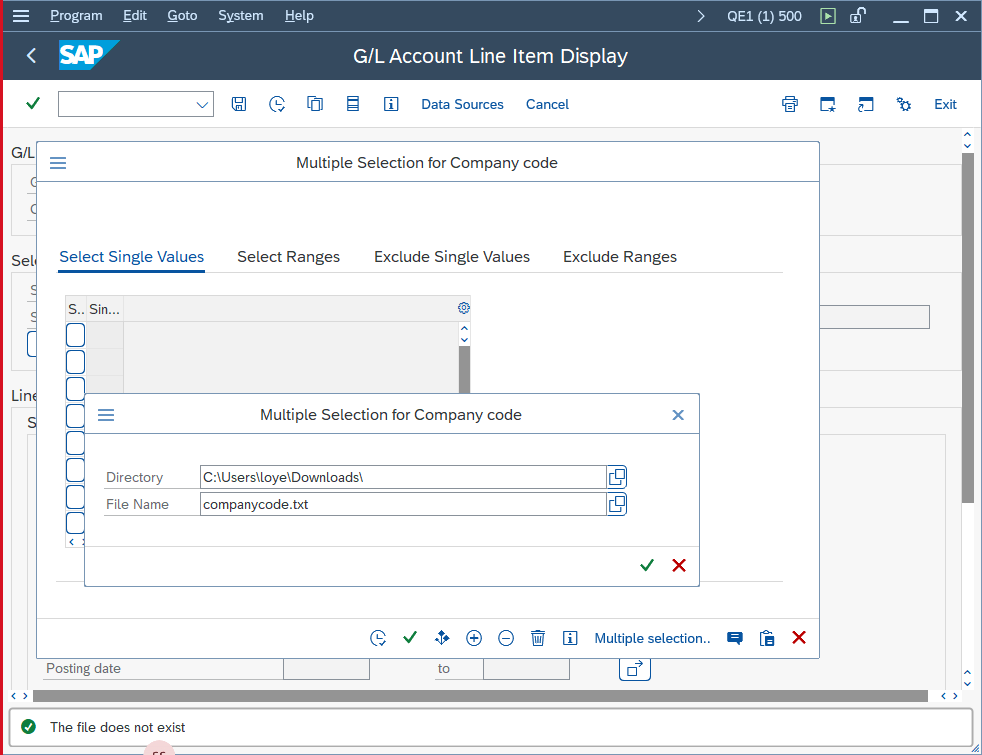 Program Edit Goto System Help QE1 (1) 500
SAP G/L Account Line Item Display
Data Sources Cancel Exit
G/L
Multiple Selection for Company code
Select Single Values Select Ranges Exclude Single Values Exclude Ranges
S.. Sin...
Line
Multiple Selection for Company code
Directory C:\Users\loye\Downloads\
File Name companycode.txt
Multiple selection..
Posting date to
The file does not exist